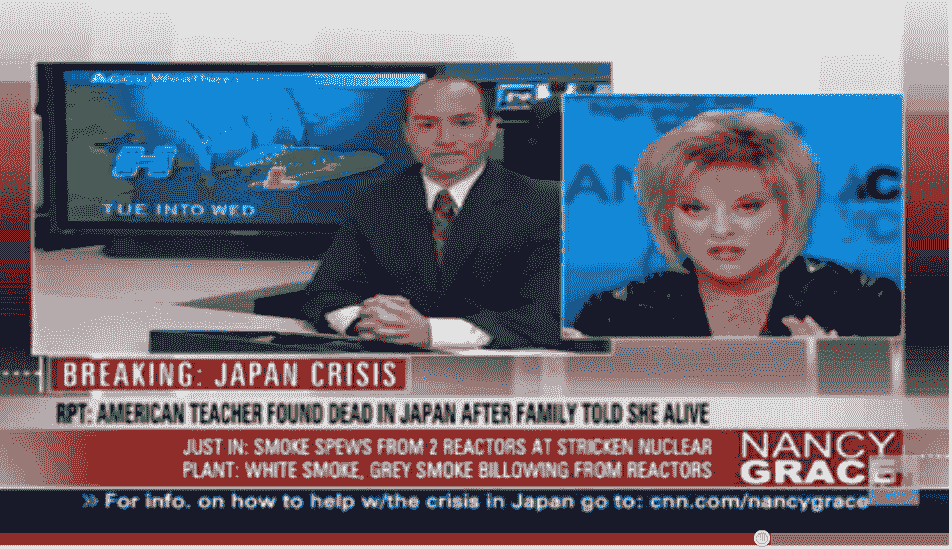 AccuWeather
H
L
TUE INTO WED
BREAKING: JAPAN CRISIS
RPT: AMERICAN TEACHER FOUND DEAD IN JAPAN AFTER FAMILY TOLD SHE ALIVE
JUST IN: SMOKE SPEWS FROM 2 REACTORS AT STRICKEN NUCLEAR
PLANT: WHITE SMOKE, GREY SMOKE BILLOWING FROM REACTORS
NANCY
GRACE
» For info. on how to help w/the crisis in Japan go to: cnn.com/nancygrace